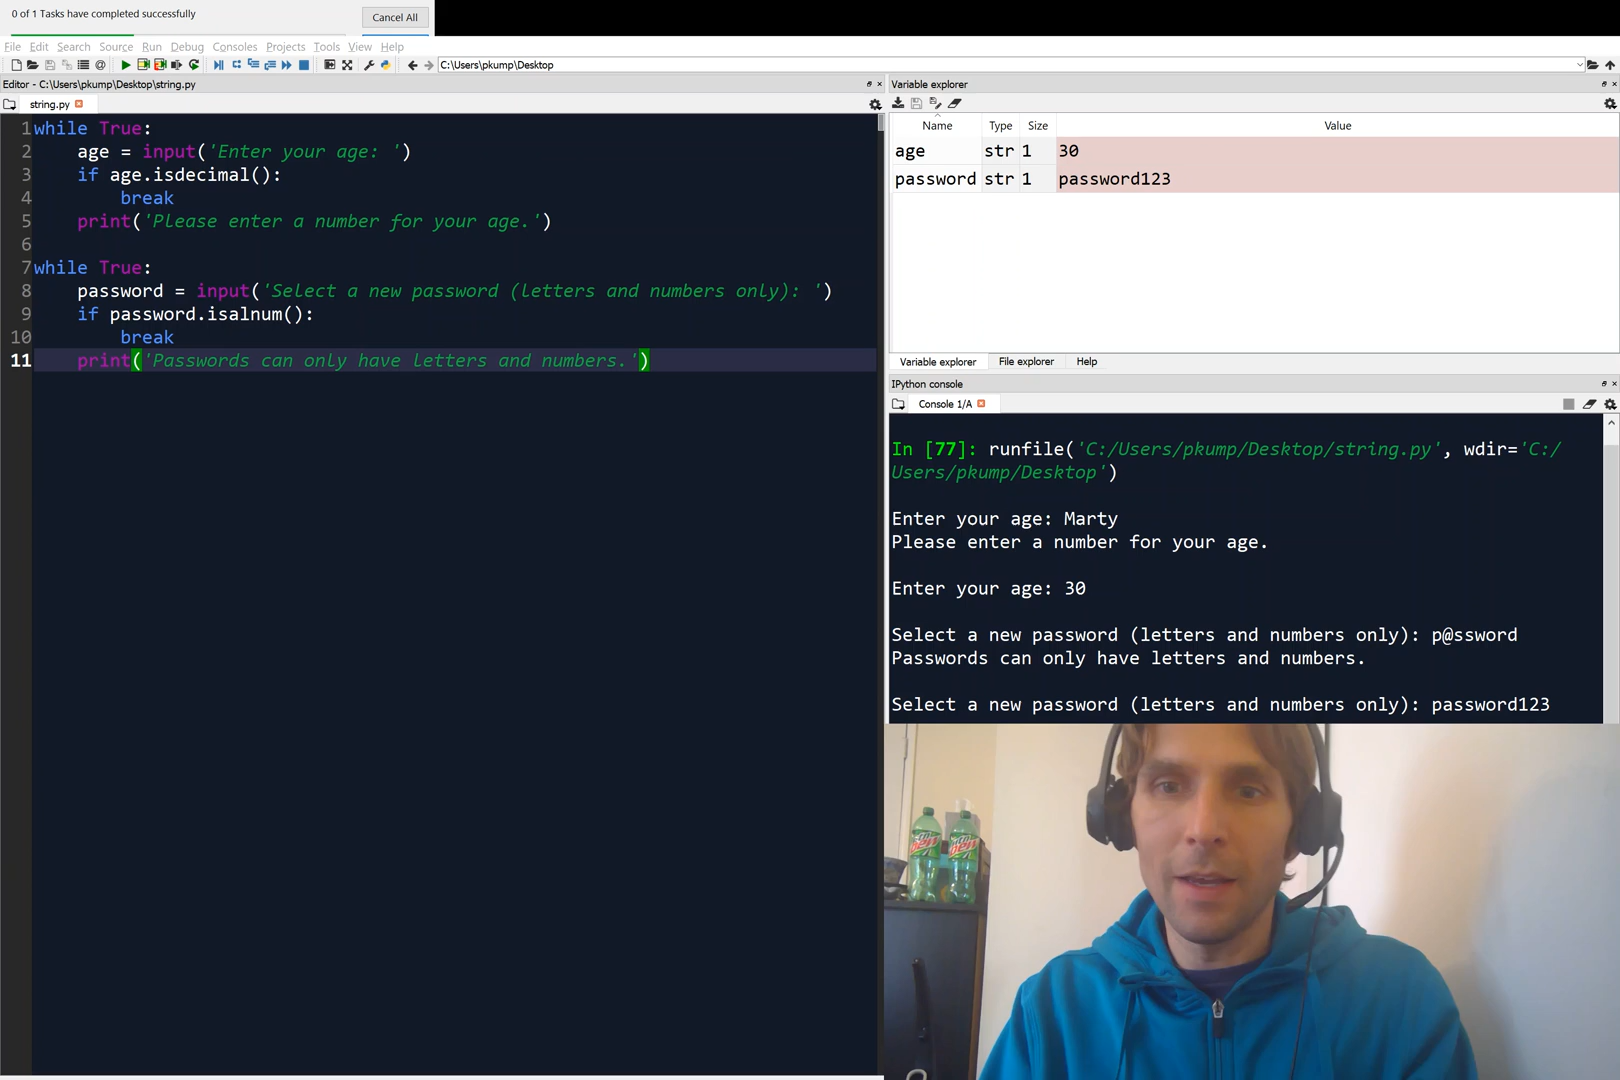 0 of 1 Tasks have completed successfully
Cancel All
File Edit Search Source Run Debug Consoles Projects Tools View Help
C:\Users\pkump\Desktop
Editor - C:\Users\pkump\Desktop\string.py
string.py
1 while True:
2     age = input('Enter your age: ')
3     if age.isdecimal():
4         break
5     print('Please enter a number for your age.')
6
7 while True:
8     password = input('Select a new password (letters and numbers only): ')
9     if password.isalnum():
10         break
11     print('Passwords can only have letters and numbers.')
Variable explorer
Name Type Size Value
age str 1 30
password str 1 password123
Variable explorer File explorer Help
IPython console
Console 1/A
In [77]: runfile('C:/Users/pkump/Desktop/string.py', wdir='C:/
Users/pkump/Desktop')
Enter your age: Marty
Please enter a number for your age.
Enter your age: 30
Select a new password (letters and numbers only): p@ssword
Passwords can only have letters and numbers.
Select a new password (letters and numbers only): password123